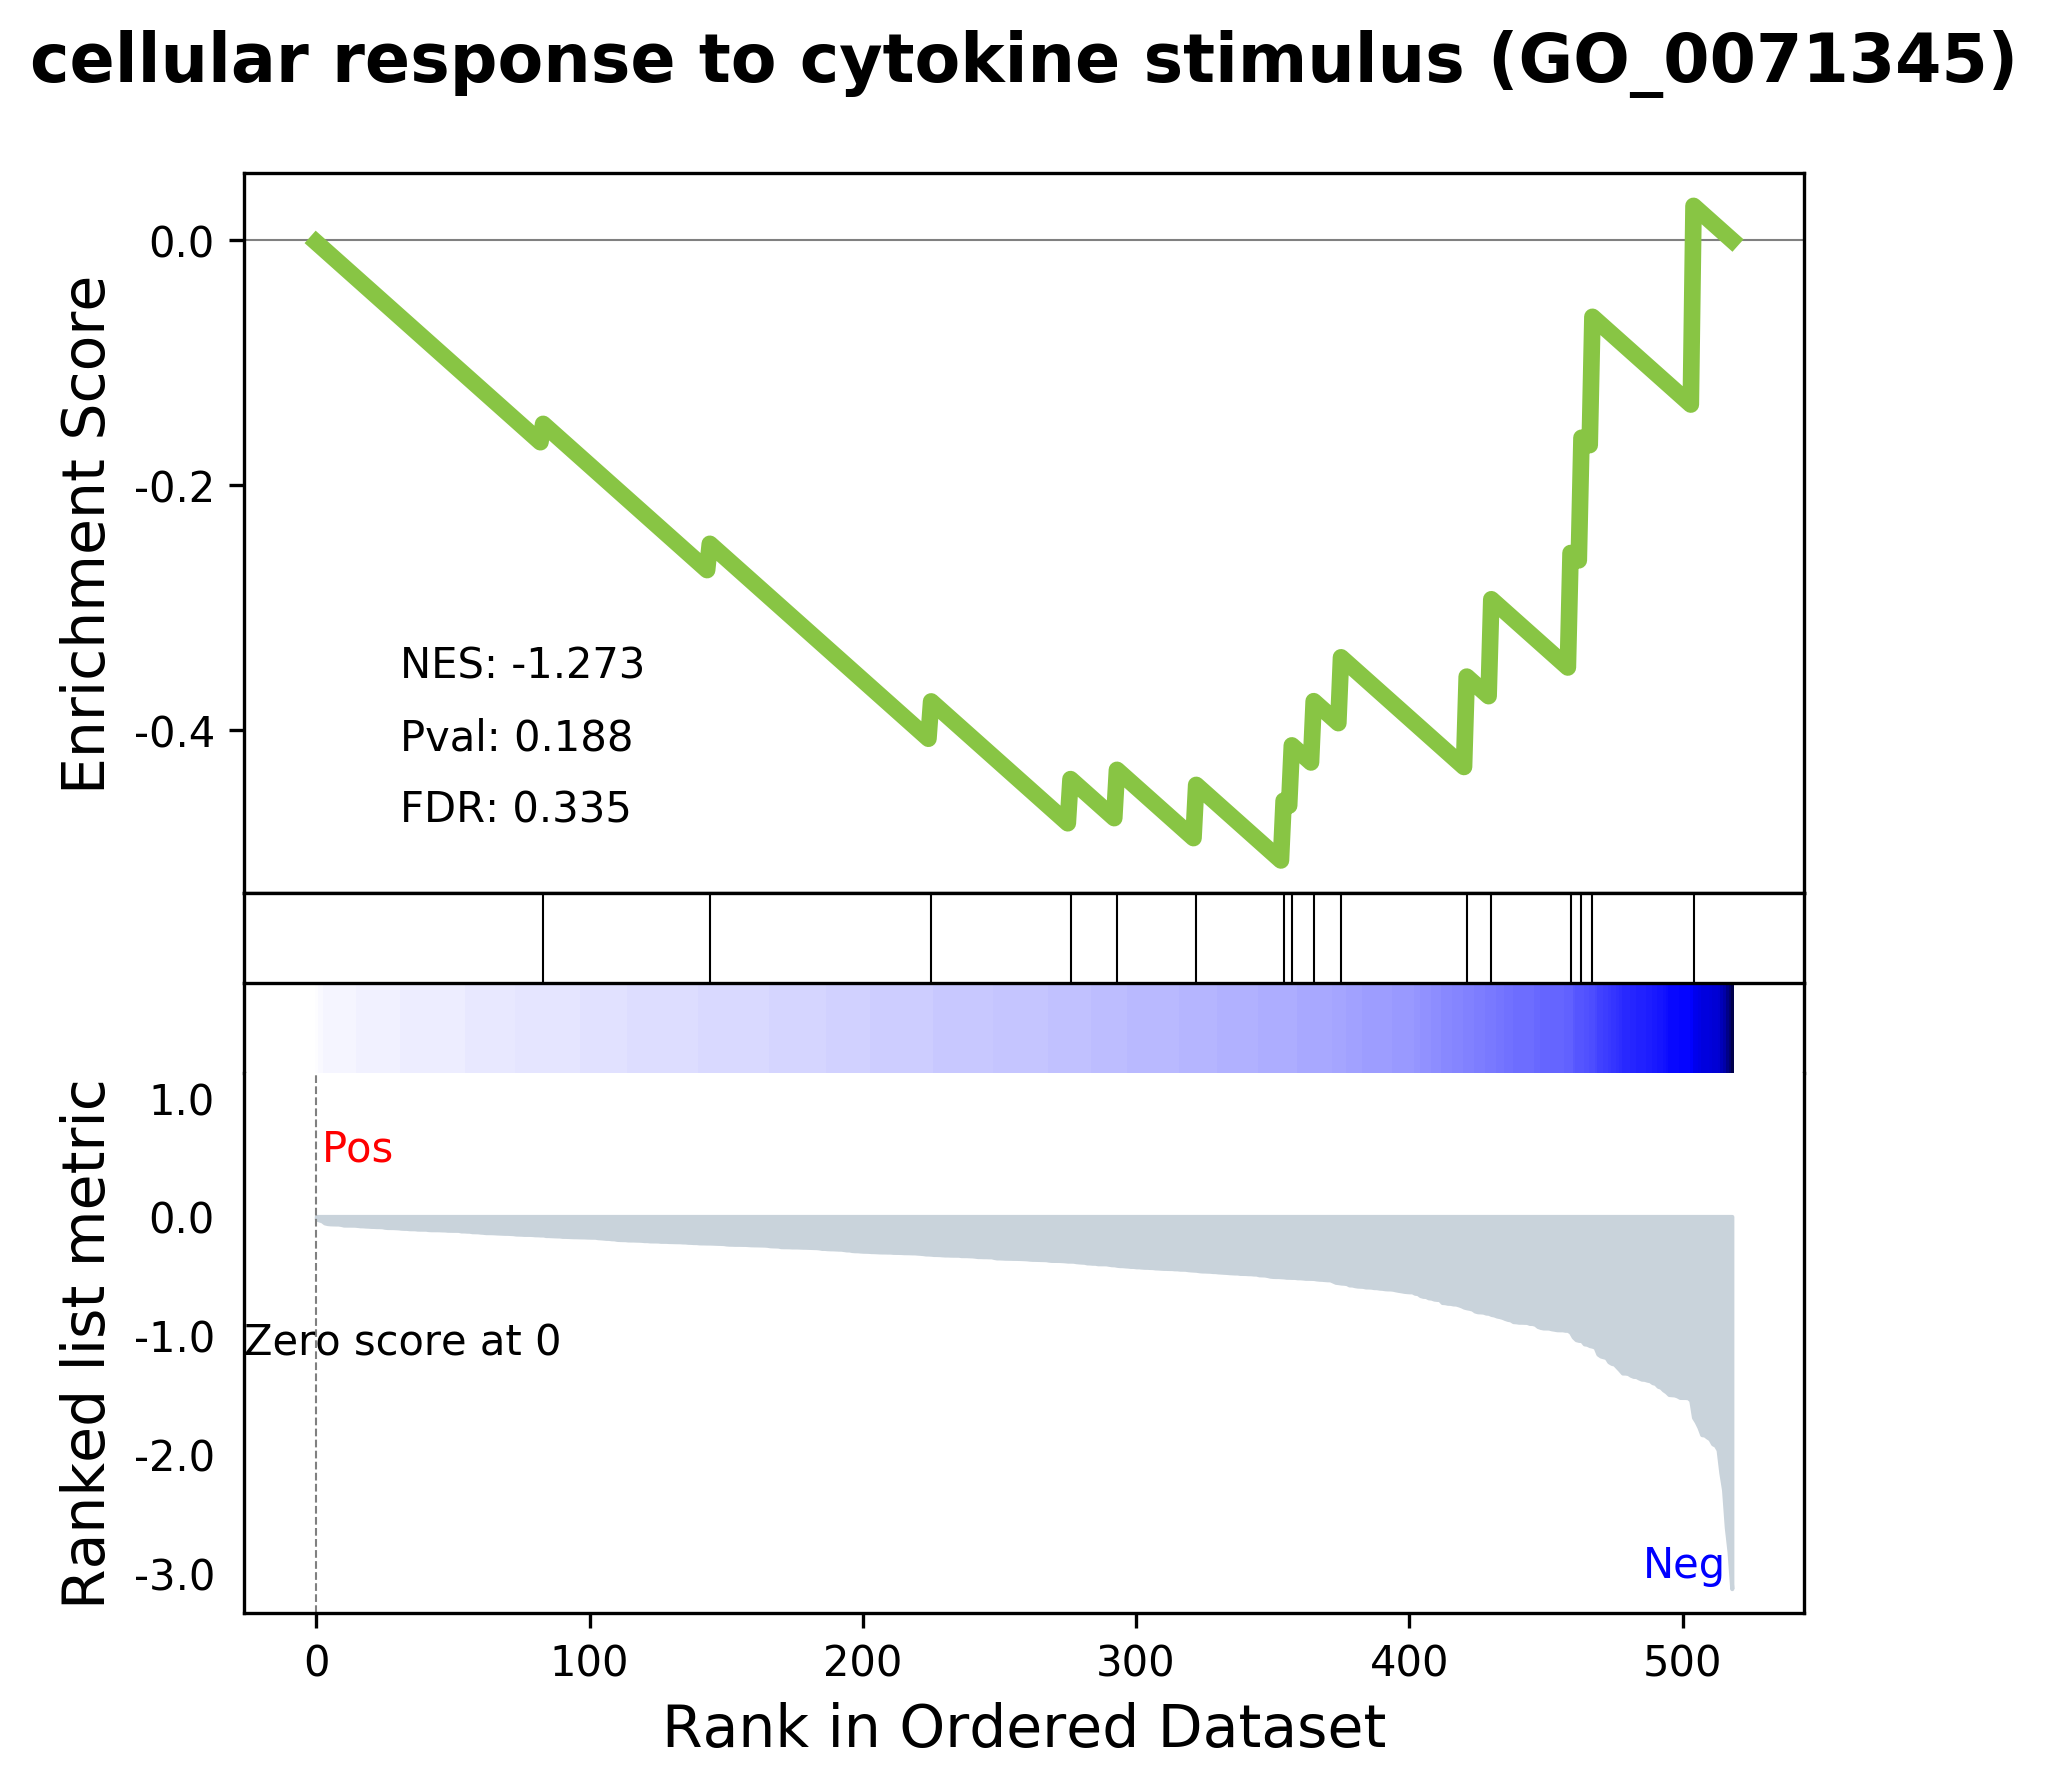 cellular response to cytokine stimulus (GO_0071345)
Enrichment Score
0.0
-0.2
-0.4
NES: -1.273
Pval: 0.188
FDR: 0.335
Ranked list metric
1.0
0.0
-1.0
-2.0
-3.0
Pos
Zero score at 0
Neg
0 100 200 300 400 500
Rank in Ordered Dataset